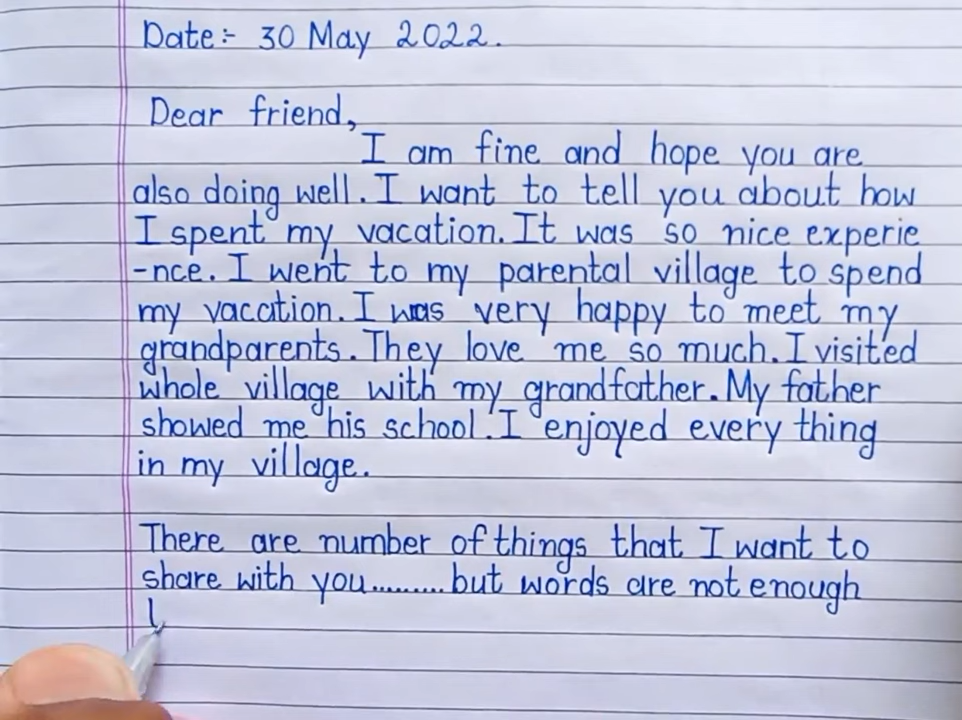 Date:- 30 May 2022.
Dear friend,
I am fine and hope you are
also doing well. I want to tell you about how
I spent my vacation. It was so nice experie
-nce. I went to my parental village to spend
my vacation. I was very happy to meet my
grandparents. They love me so much. I visited
whole village with my grandfather. My father
showed me his school. I enjoyed every thing
in my village.
There are number of things that I want to
share with you.........but words are not enough